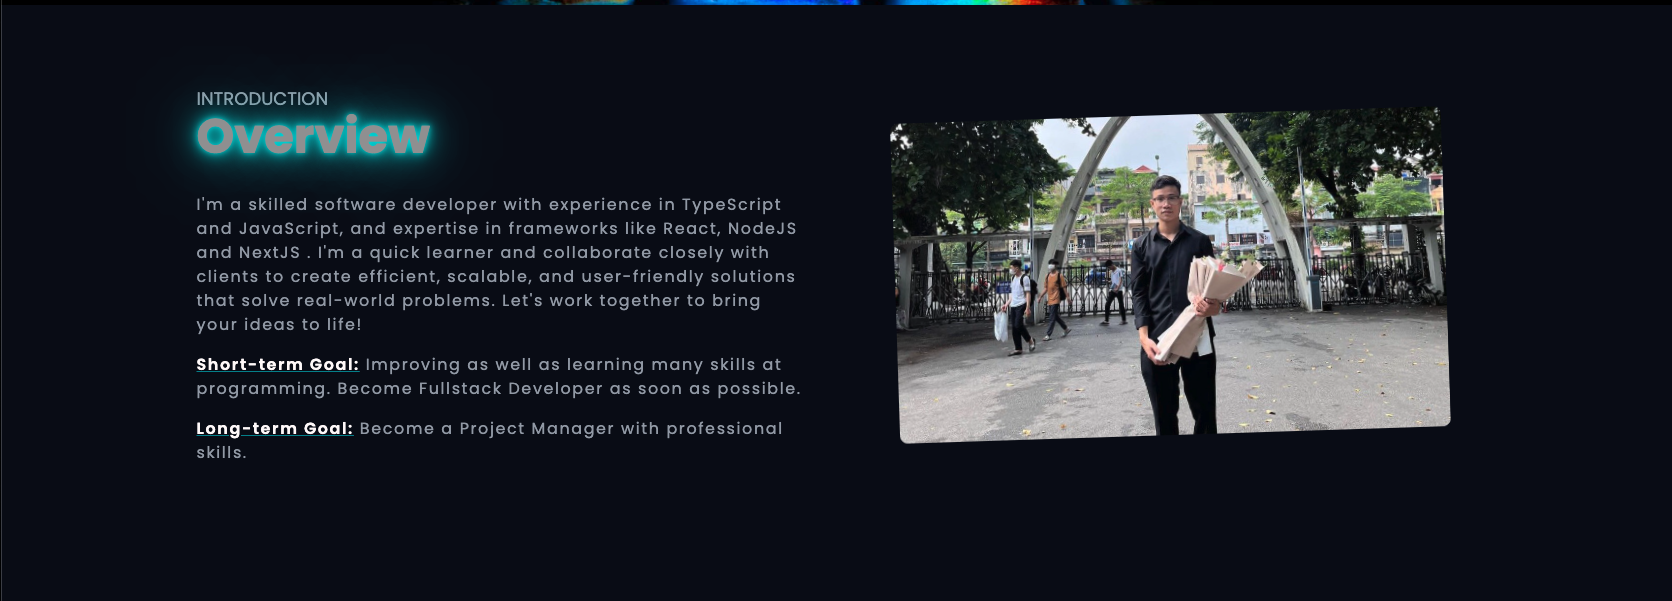 INTRODUCTION
Overview
I'm a skilled software developer with experience in TypeScript
and JavaScript, and expertise in frameworks like React, NodeJS
and NextJS . I'm a quick learner and collaborate closely with
clients to create efficient, scalable, and user-friendly solutions
that solve real-world problems. Let's work together to bring
your ideas to life!
Short-term Goal: Improving as well as learning many skills at
programming. Become Fullstack Developer as soon as possible.
Long-term Goal: Become a Project Manager with professional
skills.